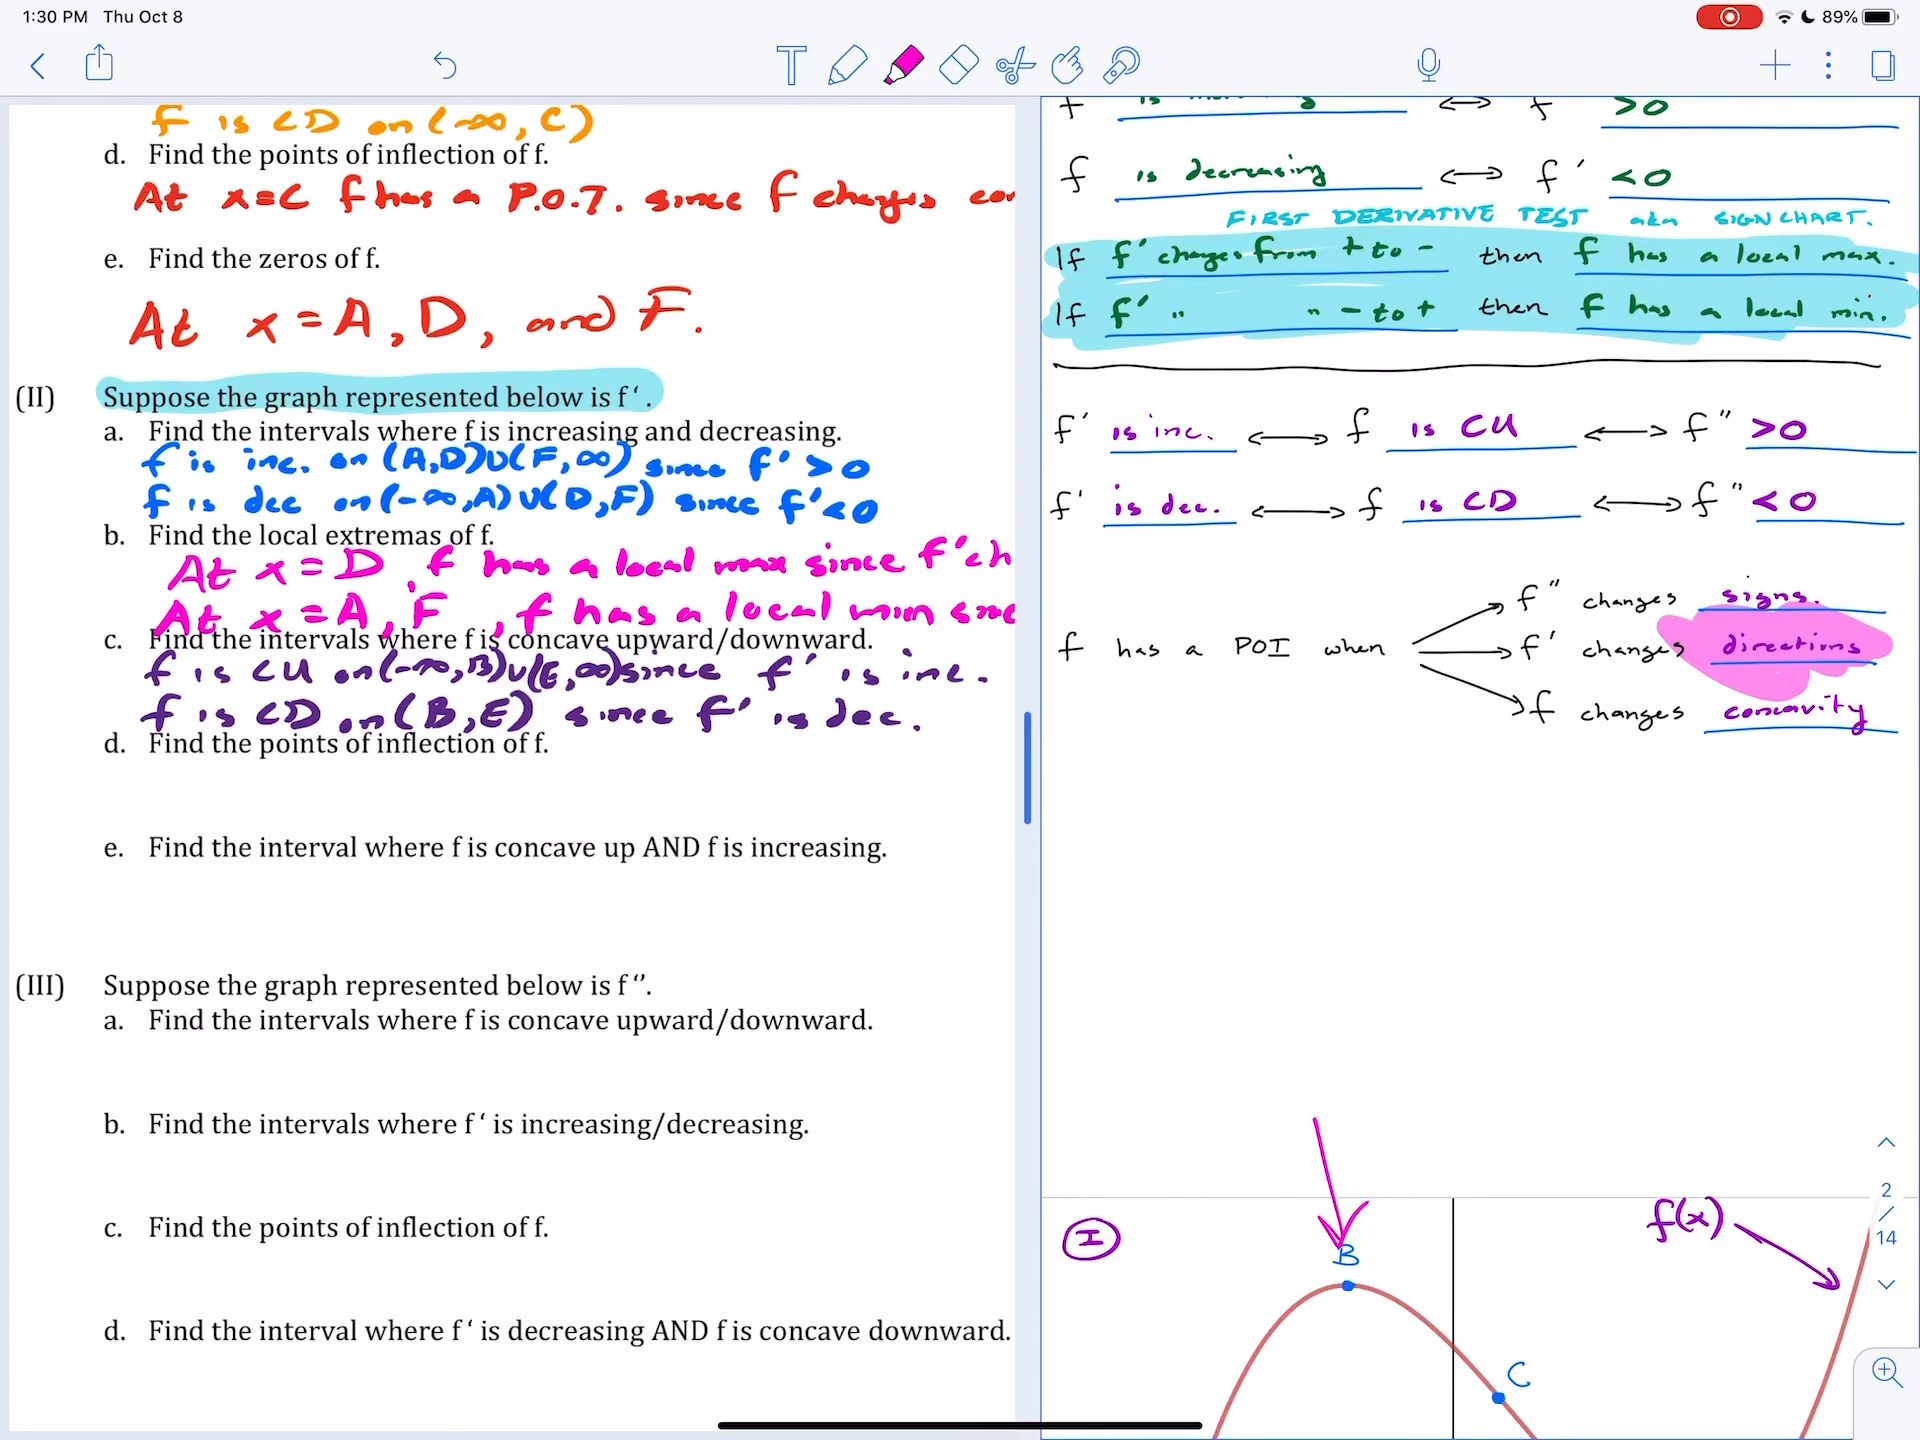 1:30 PM Thu Oct 8
89%
f is CD on (-∞, C)
d. Find the points of inflection of f.
At x=C f has a P.O.I. since f changes con
e. Find the zeros of f.
At x=A, D, and F.
(II) Suppose the graph represented below is f ‘ .
a. Find the intervals where f is increasing and decreasing.
f is inc. on (A,D)∪(F,∞) since f' >0
f is dec on (-∞,A)∪(D,F) since f'<0
b. Find the local extremas of f.
At x=D, f has a local max since f'ch
At x=A, F, f has a local min since
c. Find the intervals where f is concave upward/downward.
f is CU on (-∞,B)∪(E,∞) since f' is inc.
f is CD on (B,E) since f' is dec.
d. Find the points of inflection of f.
e. Find the interval where f is concave up AND f is increasing.
(III) Suppose the graph represented below is f ‘’.
a. Find the intervals where f is concave upward/downward.
b. Find the intervals where f ‘ is increasing/decreasing.
c. Find the points of inflection of f.
d. Find the interval where f ‘ is decreasing AND f is concave downward.
>0
f is decreasing ⟷ f' <0
FIRST DERIVATIVE TEST aka SIGN CHART.
If f' changes from + to - then f has a local max.
If f' " " - to + then f has a local min.
f' is inc. ⟷ f is CU ⟷ f" >0
f' is dec. ⟷ f is CD ⟷ f" <0
f" changes signs.
f has a POI when f' changes directions
f changes concavity
I
f(x)
B
C
2
/
14